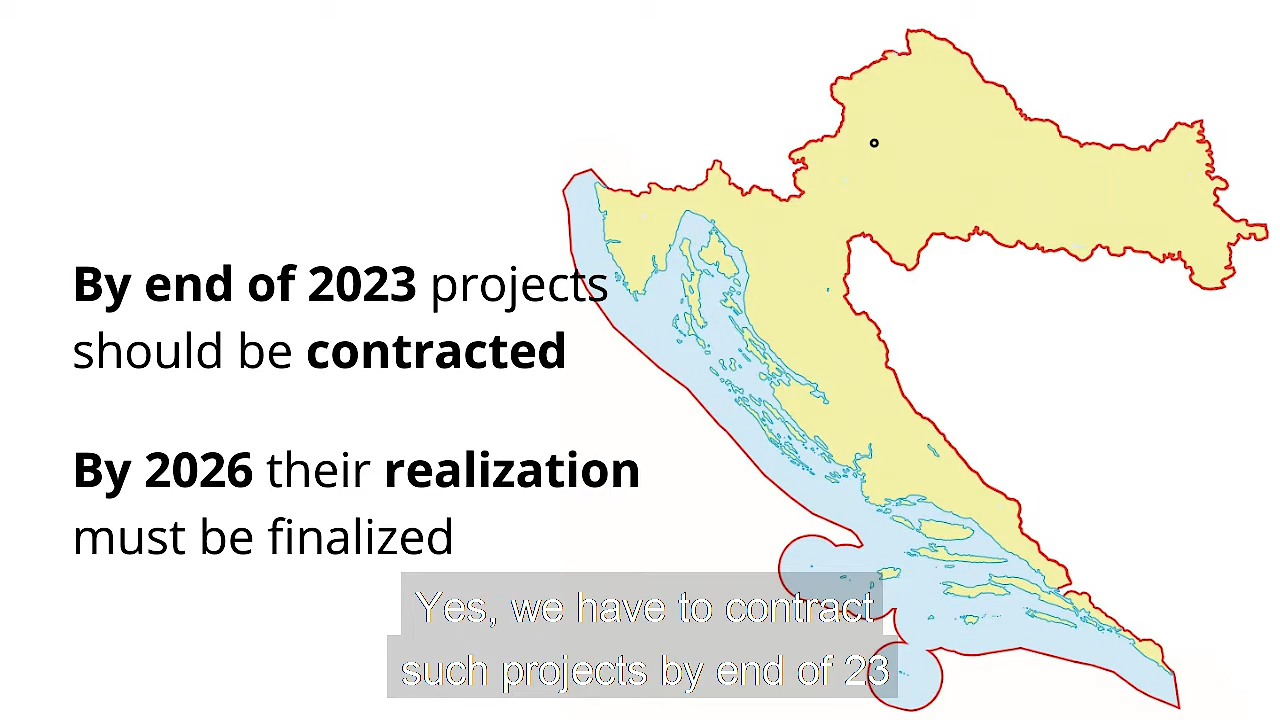 By end of 2023 projects
should be contracted
By 2026 their realization
must be finalized
Yes, we have to contract
such projects by end of 23